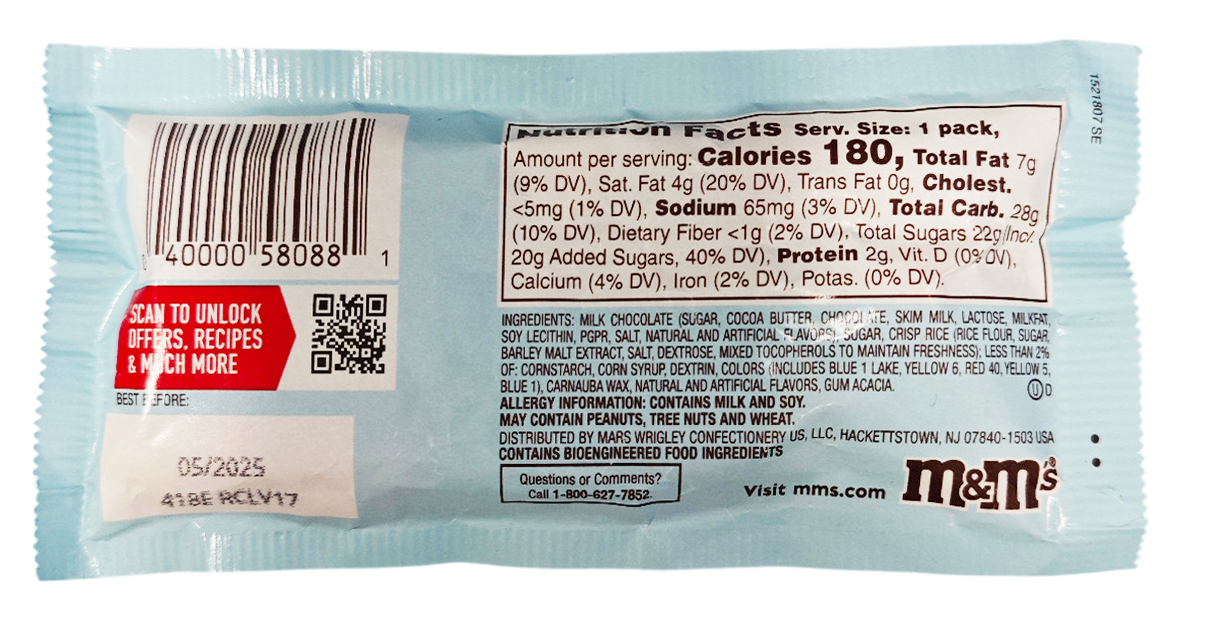 0 40000 58088 1
SCAN TO UNLOCK
OFFERS, RECIPES
& MUCH MORE
BEST BEFORE:
05/2025
418E RCLV17
Nutrition Facts Serv. Size: 1 pack,
Amount per serving: Calories 180, Total Fat 7g
(9% DV), Sat. Fat 4g (20% DV), Trans Fat 0g, Cholest.
<5mg (1% DV), Sodium 65mg (3% DV), Total Carb. 28g
(10% DV), Dietary Fiber <1g (2% DV), Total Sugars 22g (Incl.
20g Added Sugars, 40% DV), Protein 2g, Vit. D (0% DV),
Calcium (4% DV), Iron (2% DV), Potas. (0% DV).
INGREDIENTS: MILK CHOCOLATE (SUGAR, COCOA BUTTER, CHOCOLATE, SKIM MILK, LACTOSE, MILKFAT,
SOY LECITHIN, PGPR, SALT, NATURAL AND ARTIFICIAL FLAVORS), SUGAR, CRISP RICE (RICE FLOUR, SUGAR,
BARLEY MALT EXTRACT, SALT, DEXTROSE, MIXED TOCOPHEROLS TO MAINTAIN FRESHNESS); LESS THAN 2%
OF: CORNSTARCH, CORN SYRUP, DEXTRIN, COLORS (INCLUDES BLUE 1 LAKE, YELLOW 6, RED 40, YELLOW 5,
BLUE 1), CARNAUBA WAX, NATURAL AND ARTIFICIAL FLAVORS, GUM ACACIA.
Ⓤ D
ALLERGY INFORMATION: CONTAINS MILK AND SOY.
MAY CONTAIN PEANUTS, TREE NUTS AND WHEAT.
DISTRIBUTED BY MARS WRIGLEY CONFECTIONERY US, LLC, HACKETTSTOWN, NJ 07840-1503 USA
CONTAINS BIOENGINEERED FOOD INGREDIENTS
Questions or Comments?
Call 1-800-627-7852.
Visit mms.com
m&m's®
1521807 SE